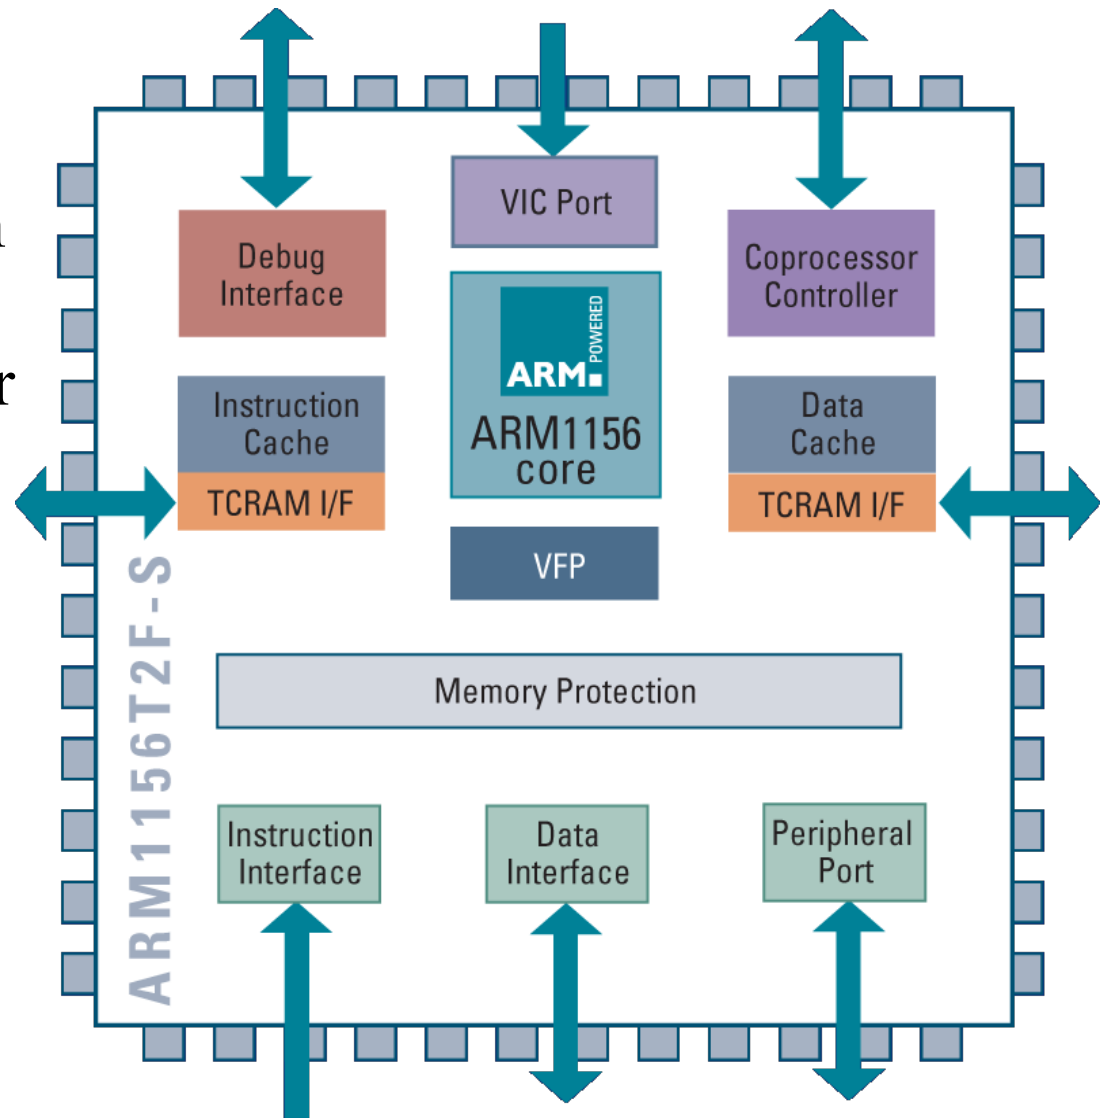 VIC Port
Debug
Interface
Coprocessor
Controller
ARM
POWERED
ARM1156
core
Instruction
Cache
TCRAM I/F
Data
Cache
TCRAM I/F
VFP
Memory Protection
Instruction
Interface
Data
Interface
Peripheral
Port
ARM1156T2F-S
r